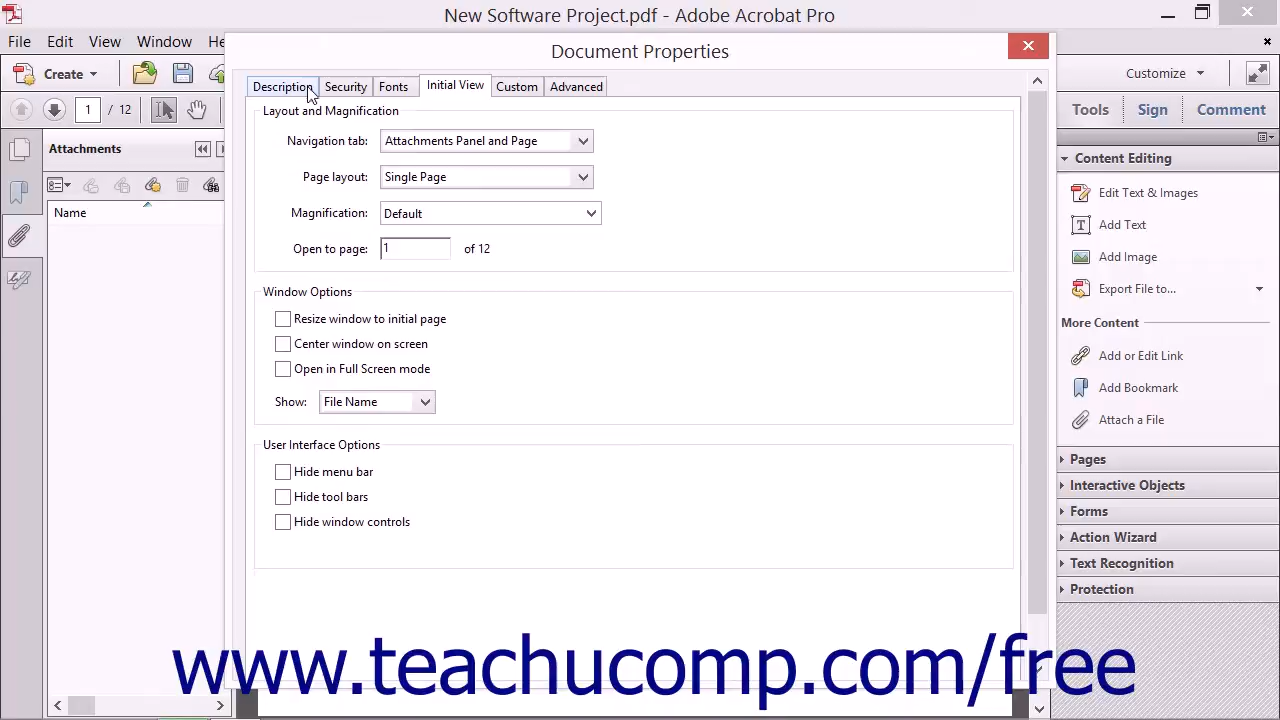 New Software Project.pdf - Adobe Acrobat Pro
File Edit View Window He
Document Properties
Create
Customize
Description Security Fonts Initial View Custom Advanced
1 / 12
Tools Sign Comment
Layout and Magnification
Attachments
Navigation tab: Attachments Panel and Page
Content Editing
Page layout: Single Page
Edit Text & Images
Name
Magnification: Default
Add Text
Open to page: 1 of 12
Add Image
Export File to...
Window Options
Resize window to initial page
More Content
Center window on screen
Add or Edit Link
Open in Full Screen mode
Add Bookmark
Show: File Name
Attach a File
User Interface Options
Pages
Hide menu bar
Interactive Objects
Hide tool bars
Forms
Hide window controls
Action Wizard
Text Recognition
Protection
www.teachucomp.com/free